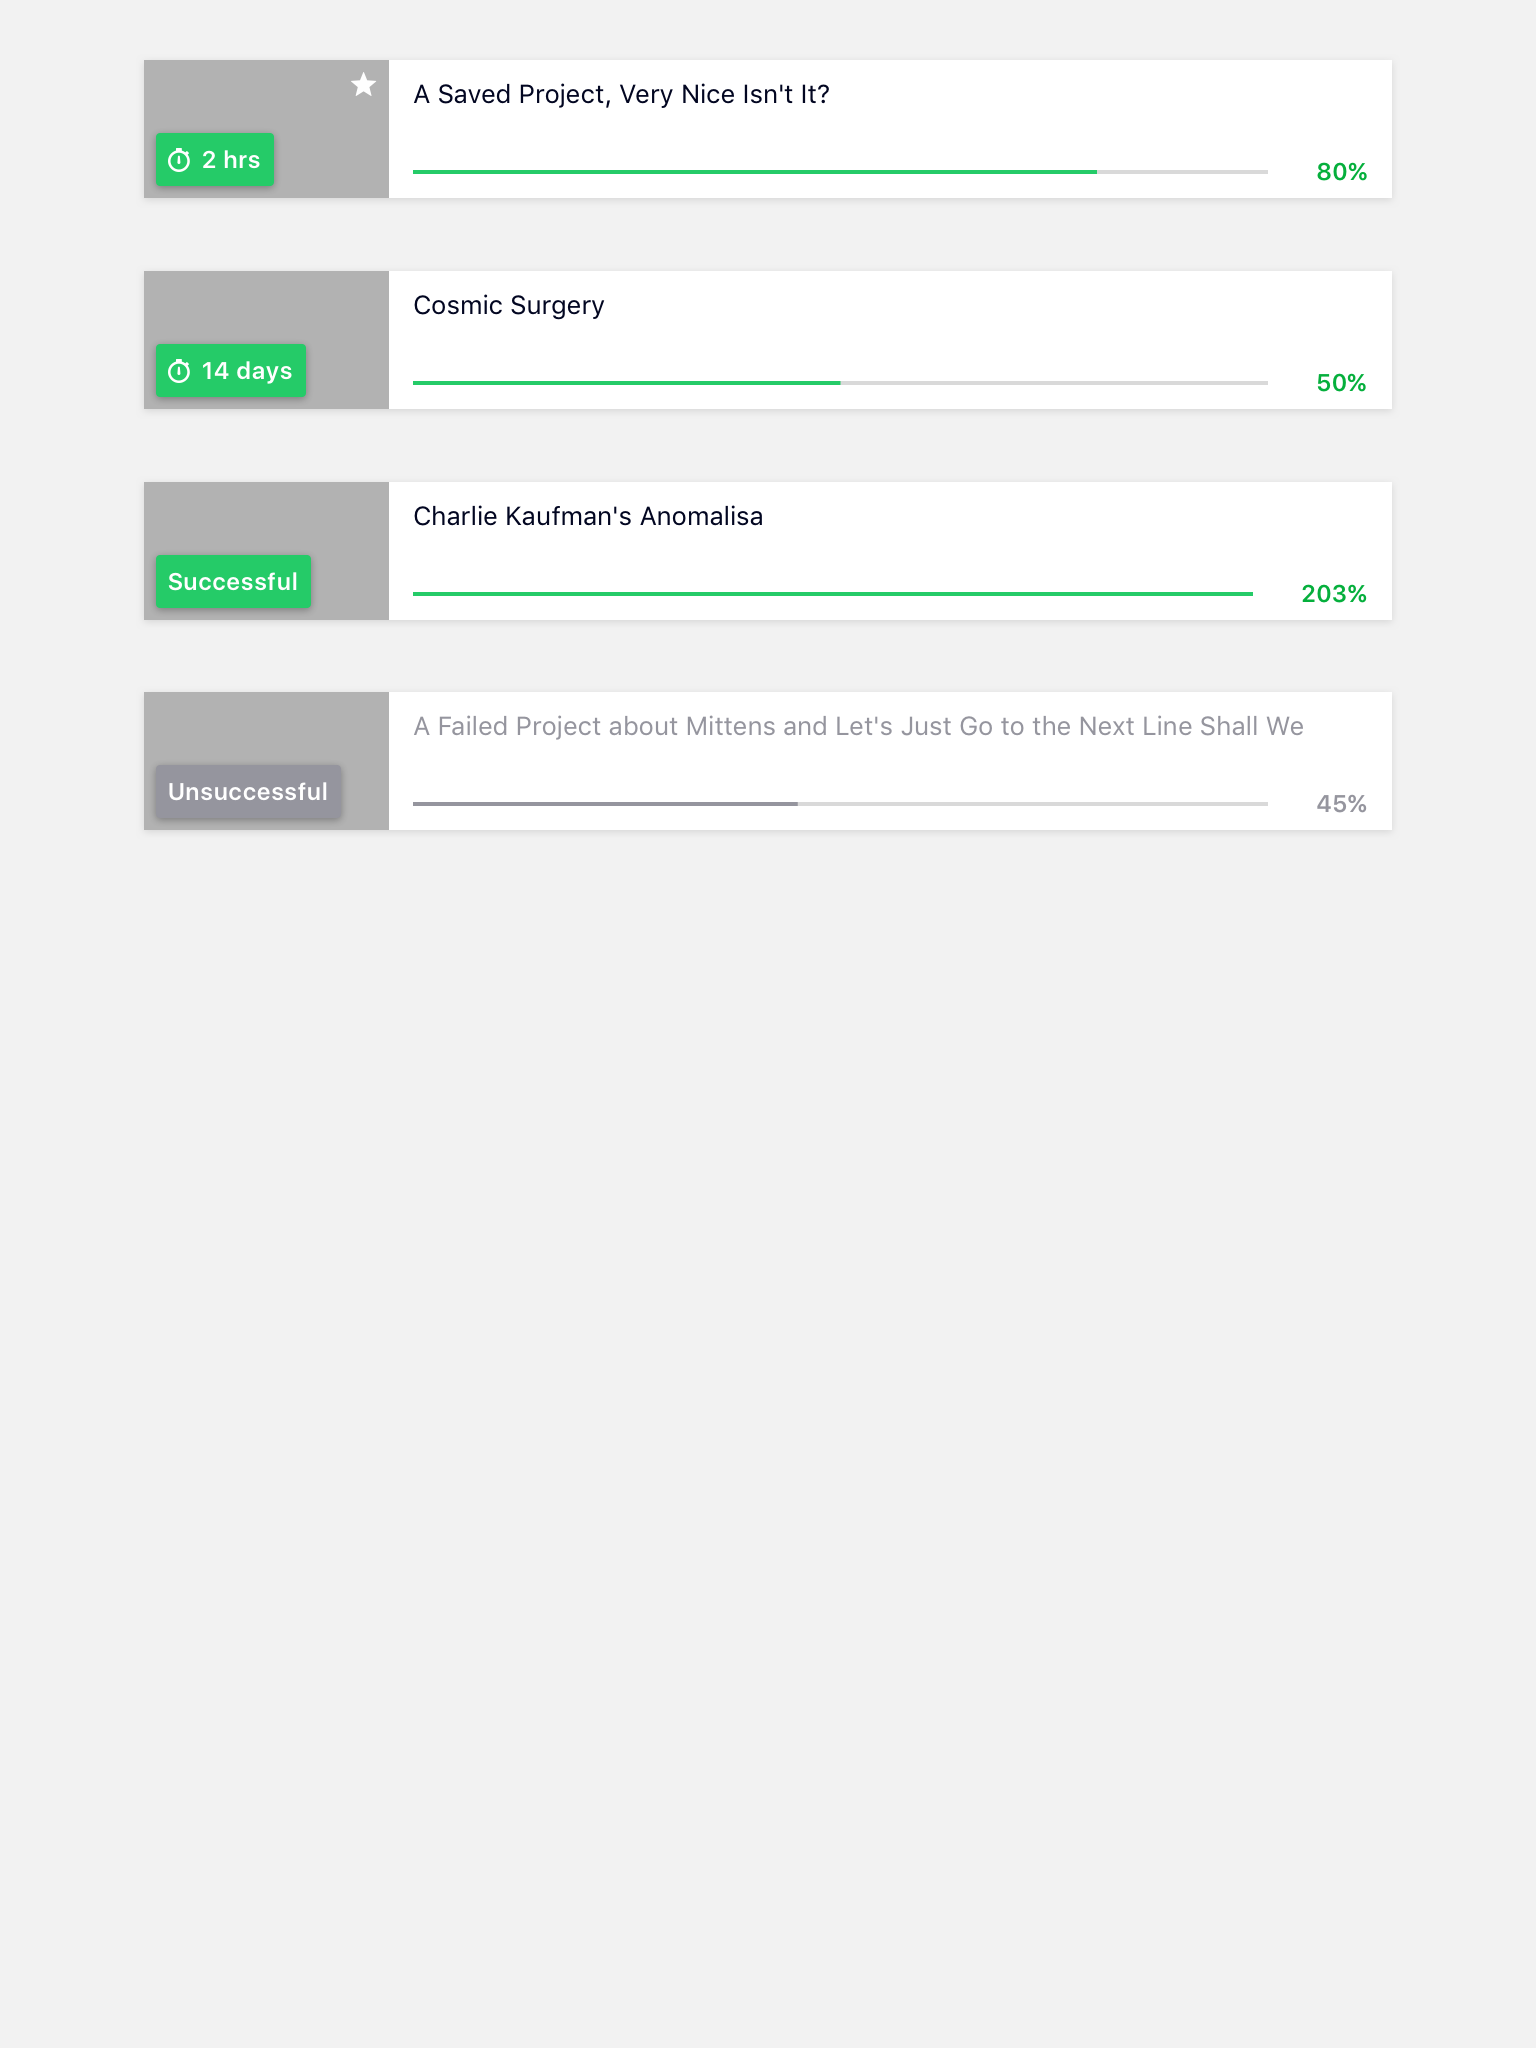 A Saved Project, Very Nice Isn't It?
2 hrs
80%
Cosmic Surgery
14 days
50%
Charlie Kaufman's Anomalisa
Successful
203%
A Failed Project about Mittens and Let's Just Go to the Next Line Shall We
Unsuccessful
45%